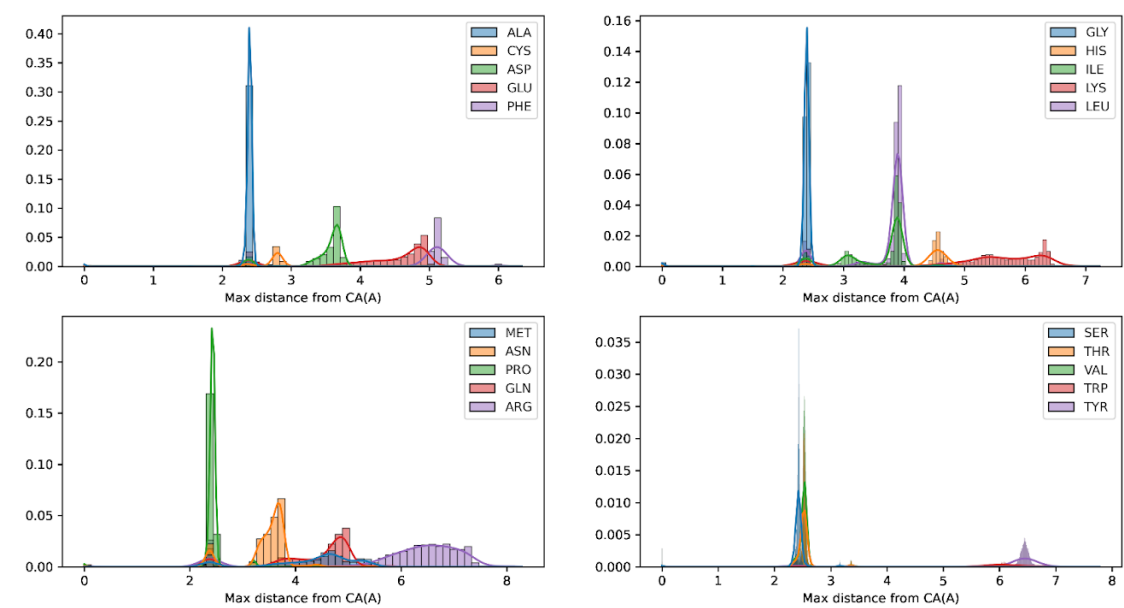 0.40
0.35
0.30
0.25
0.20
0.15
0.10
0.05
0.00
0 1 2 3 4 5 6
Max distance from CA(A)
ALA
CYS
ASP
GLU
PHE
0.16
0.14
0.12
0.10
0.08
0.06
0.04
0.02
0.00
0 1 2 3 4 5 6 7
Max distance from CA(A)
GLY
HIS
ILE
LYS
LEU
0.20
0.15
0.10
0.05
0.00
0 2 4 6 8
Max distance from CA(A)
MET
ASN
PRO
GLN
ARG
0.035
0.030
0.025
0.020
0.015
0.010
0.005
0.000
0 1 2 3 4 5 6 7 8
Max distance from CA(A)
SER
THR
VAL
TRP
TYR